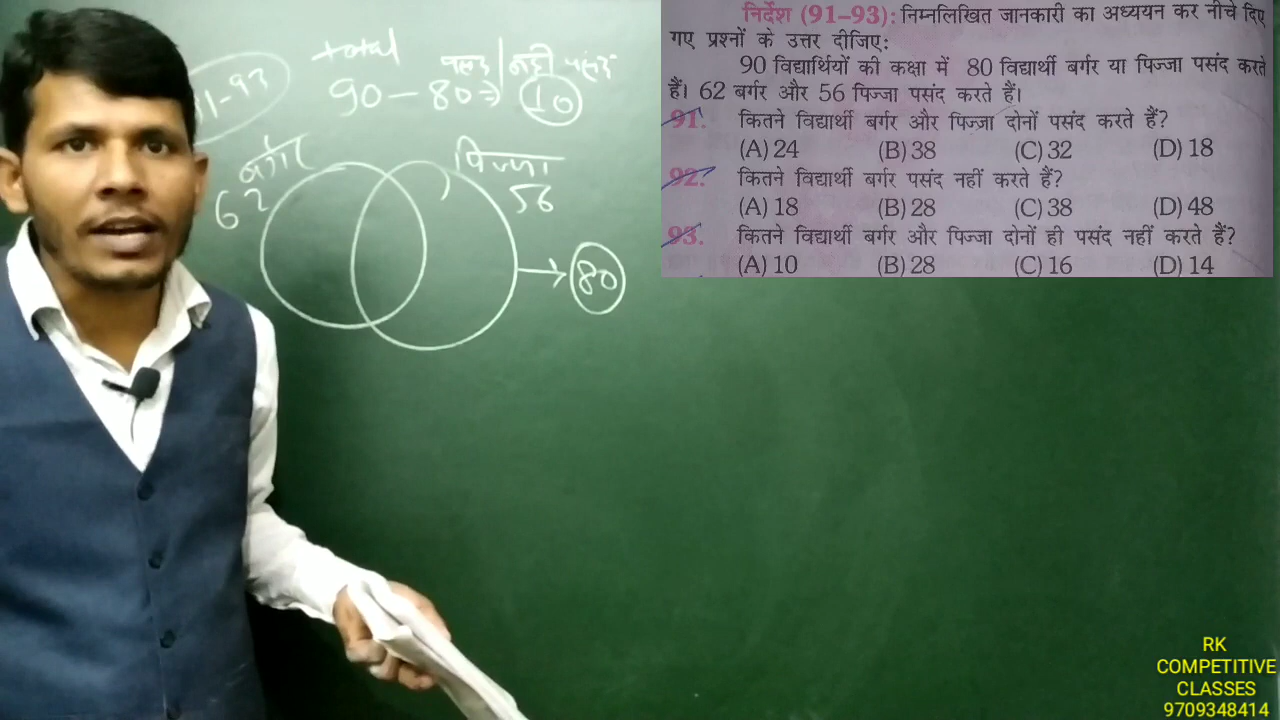 91-93
total
पसंद | नहीं पसंद
90 - 80 ⇒ 10
बर्गर
पिज्जा
62
56
80
निर्देश (91–93): निम्नलिखित जानकारी का अध्ययन कर नीचे दिए
गए प्रश्नों के उत्तर दीजिए:
90 विद्यार्थियों की कक्षा में 80 विद्यार्थी बर्गर या पिज्जा पसंद करते
हैं। 62 बर्गर और 56 पिज्जा पसंद करते हैं।
91. कितने विद्यार्थी बर्गर और पिज्जा दोनों पसंद करते हैं?
(A) 24 (B) 38 (C) 32 (D) 18
92. कितने विद्यार्थी बर्गर पसंद नहीं करते हैं?
(A) 18 (B) 28 (C) 38 (D) 48
93. कितने विद्यार्थी बर्गर और पिज्जा दोनों ही पसंद नहीं करते हैं?
(A) 10 (B) 28 (C) 16 (D) 14
RK
COMPETITIVE
CLASSES
9709348414